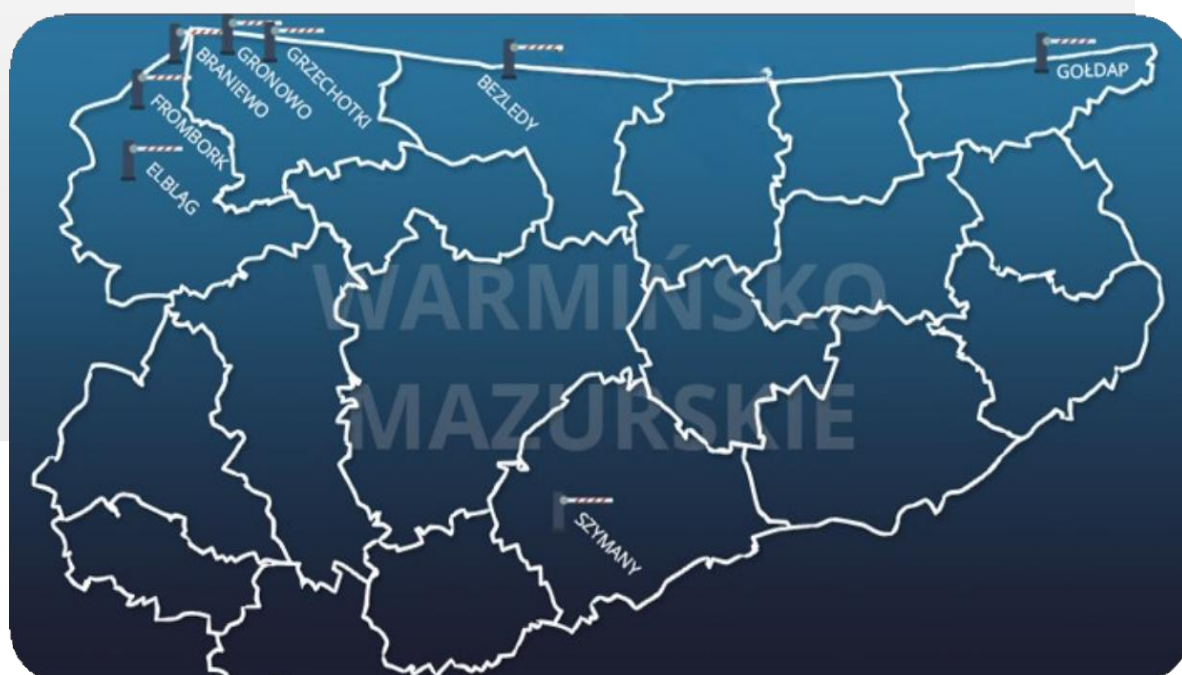 BRANIEWO
GRONOWO
GRZECHOTKI
BEZLEDY
GOŁDAP
FROMBORK
ELBLĄG
WARMIŃSKO
MAZURSKIE
SZYMANY